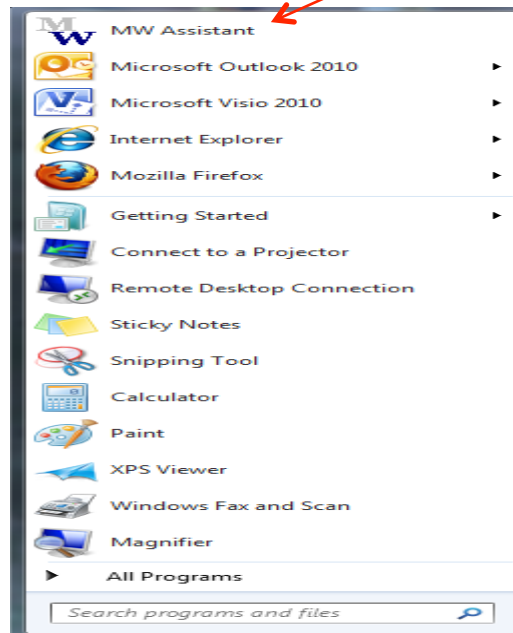 MW Assistant
Microsoft Outlook 2010
Microsoft Visio 2010
Internet Explorer
Mozilla Firefox
Getting Started
Connect to a Projector
Remote Desktop Connection
Sticky Notes
Snipping Tool
Calculator
Paint
XPS Viewer
Windows Fax and Scan
Magnifier
All Programs
Search programs and files